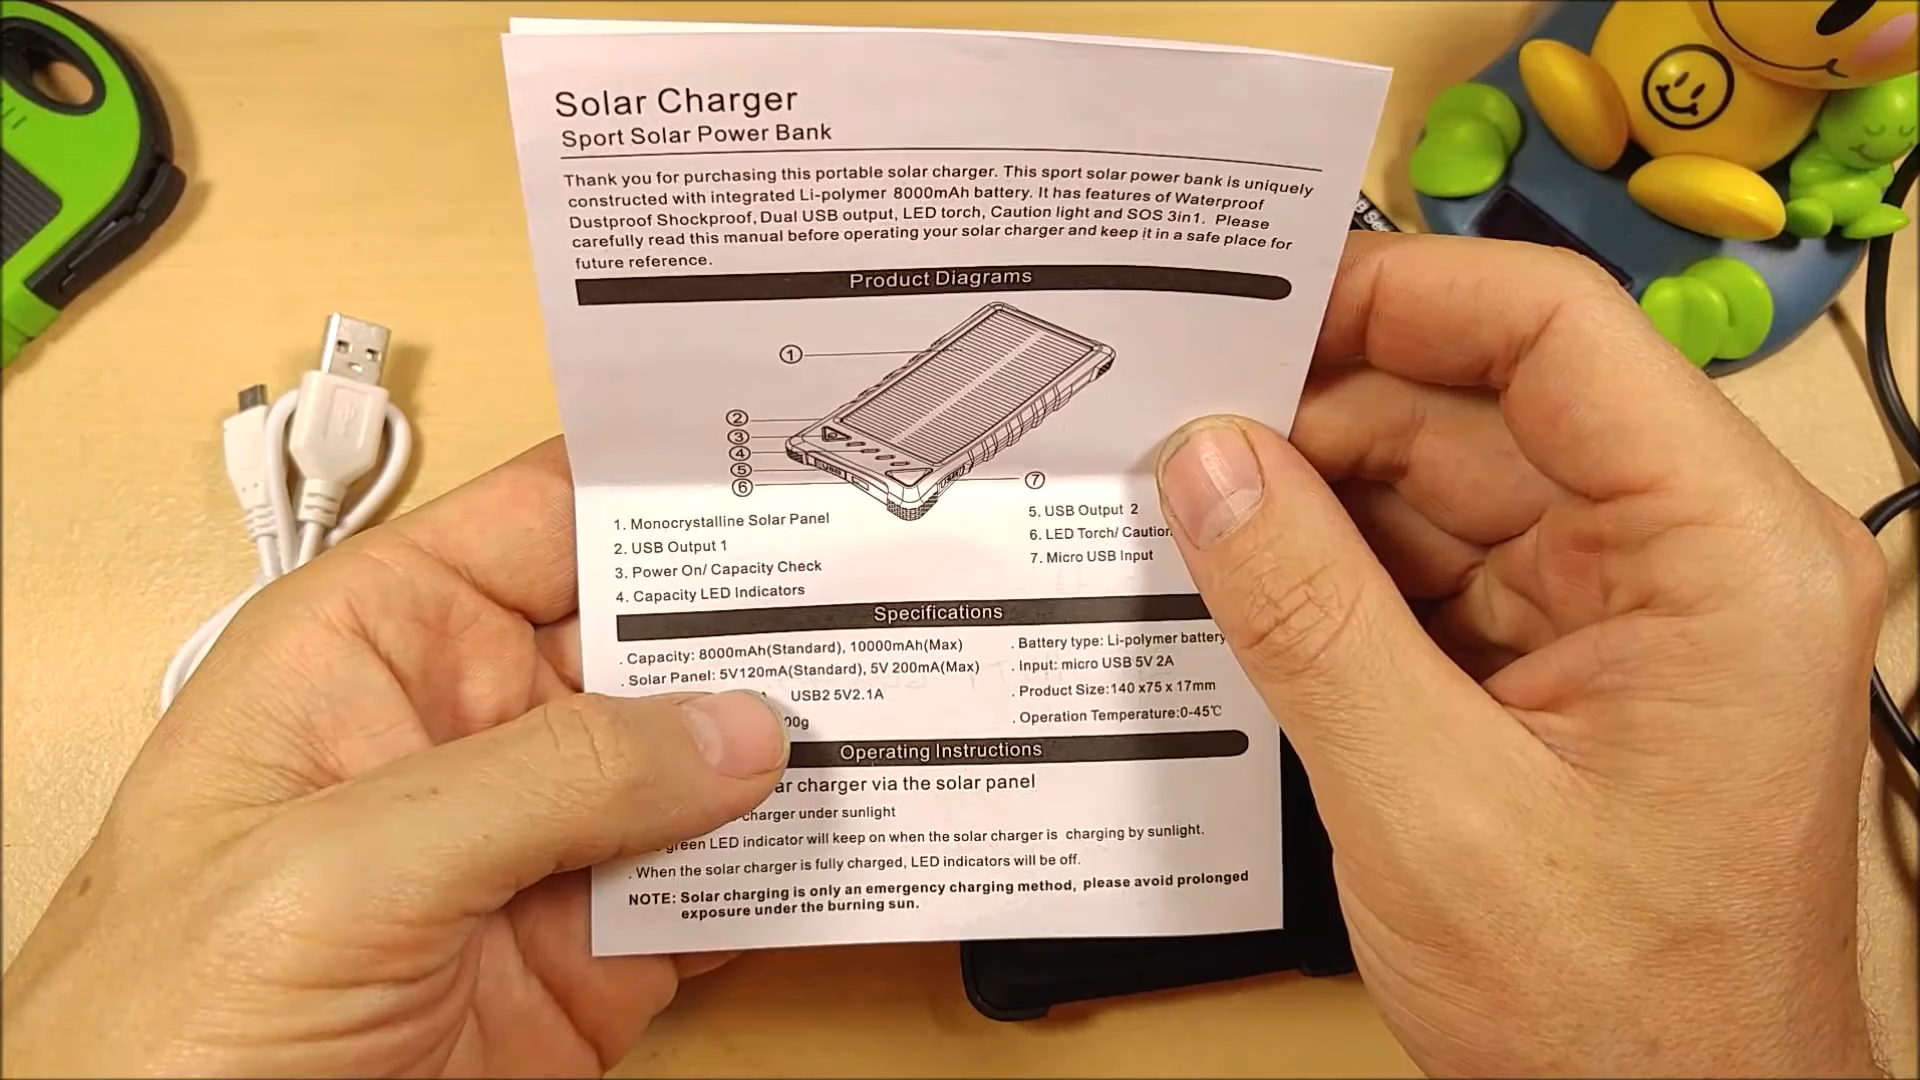 Solar Charger
Sport Solar Power Bank
Thank you for purchasing this portable solar charger. This sport solar power bank is uniquely
constructed with integrated Li-polymer 8000mAh battery. It has features of Waterproof
Dustproof Shockproof, Dual USB output, LED torch, Caution light and SOS 3in1. Please
carefully read this manual before operating your solar charger and keep it in a safe place for
future reference.
Product Diagrams
①
②
③
④
⑤
⑥
⑦
USB
1. Monocrystalline Solar Panel
2. USB Output 1
3. Power On/ Capacity Check
4. Capacity LED Indicators
5. USB Output 2
6. LED Torch/ Caution
7. Micro USB Input
Specifications
. Capacity: 8000mAh(Standard), 10000mAh(Max)
. Solar Panel: 5V120mA(Standard), 5V 200mA(Max)
USB2 5V2.1A
00g
. Battery type: Li-polymer battery
. Input: micro USB 5V 2A
. Product Size:140 x75 x 17mm
. Operation Temperature:0-45℃
Operating Instructions
charger via the solar panel
charger under sunlight
green LED indicator will keep on when the solar charger is charging by sunlight.
. When the solar charger is fully charged, LED indicators will be off.
NOTE: Solar charging is only an emergency charging method, please avoid prolonged
exposure under the burning sun.